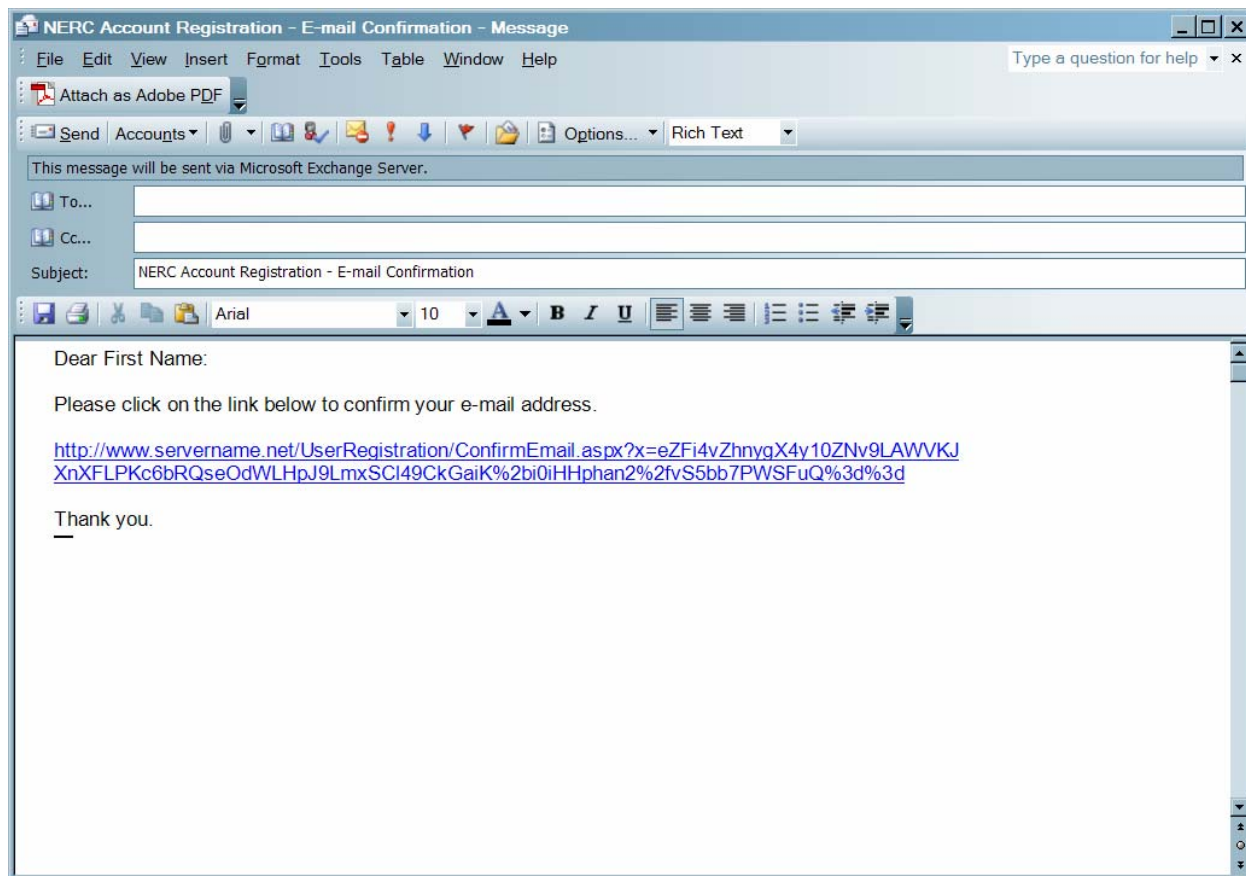 NERC Account Registration - E-mail Confirmation - Message
File Edit View Insert Format Tools Table Window Help Type a question for help
Attach as Adobe PDF
Send Accounts Options... Rich Text
This message will be sent via Microsoft Exchange Server.
To...
Cc...
Subject: NERC Account Registration - E-mail Confirmation
Arial 10 A B I U
Dear First Name:
Please click on the link below to confirm your e-mail address.
http://www.servername.net/UserRegistration/ConfirmEmail.aspx?x=eZFi4vZhnygX4y10ZNv9LAWVKJ
XnXFLPKc6bRQseOdWLHpJ9LmxSCI49CkGaiK%2bi0iHHphan2%2fvS5bb7PWSFuQ%3d%3d
Thank you.